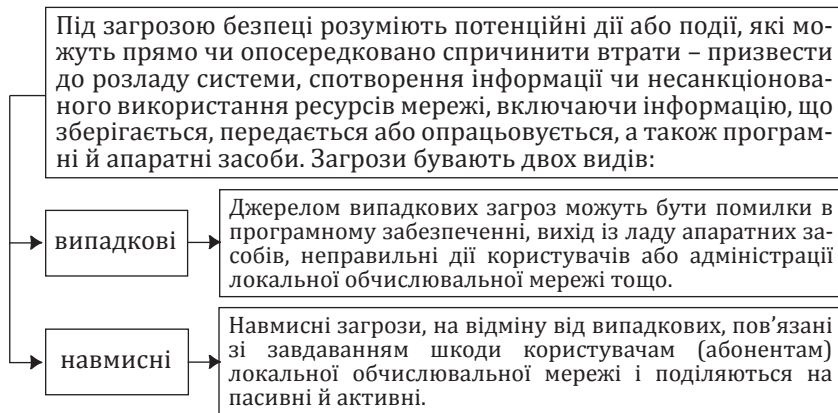 Під загрозою безпеці розуміють потенційні дії або події, які мо-
жуть прямо чи опосередковано спричинити втрати – призвести
до розладу системи, спотворення інформації чи несанкціонова-
ного використання ресурсів мережі, включаючи інформацію, що
зберігається, передається або опрацьовується, а також програм-
ні й апаратні засоби. Загрози бувають двох видів:
випадкові
Джерелом випадкових загроз можуть бути помилки в
програмному забезпеченні, вихід із ладу апаратних за-
собів, неправильні дії користувачів або адміністрації
локальної обчислювальної мережі тощо.
навмисні
Навмисні загрози, на відміну від випадкових, пов’язані
зі завдаванням шкоди користувачам (абонентам)
локальної обчислювальної мережі і поділяються на
пасивні й активні.